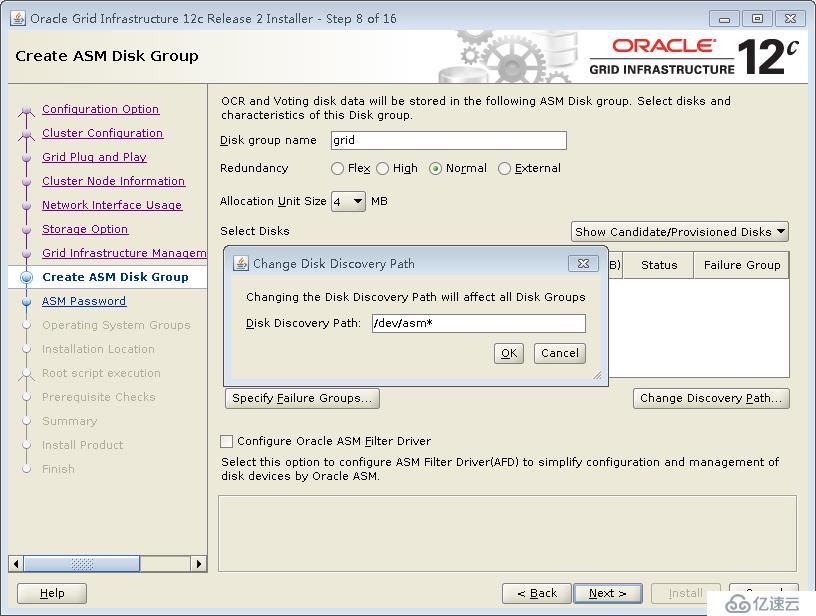 Oracle Grid Infrastructure 12c Release 2 Installer - Step 8 of 16
Create ASM Disk Group
ORACLE
GRID INFRASTRUCTURE
12c
Configuration Option
Cluster Configuration
Grid Plug and Play
Cluster Node Information
Network Interface Usage
Storage Option
Grid Infrastructure Managem
Create ASM Disk Group
ASM Password
Operating System Groups
Installation Location
Root script execution
Prerequisite Checks
Summary
Install Product
Finish
OCR and Voting disk data will be stored in the following ASM Disk group. Select disks and
characteristics of this Disk group.
Disk group name grid
Redundancy Flex High Normal External
Allocation Unit Size 4 MB
Select Disks Show Candidate/Provisioned Disks
B) Status Failure Group
Change Disk Discovery Path
Changing the Disk Discovery Path will affect all Disk Groups
Disk Discovery Path: /dev/asm*
OK Cancel
Specify Failure Groups... Change Discovery Path...
Configure Oracle ASM Filter Driver
Select this option to configure ASM Filter Driver(AFD) to simplify configuration and management of
disk devices by Oracle ASM.
Help < Back Next > Install
亿速云